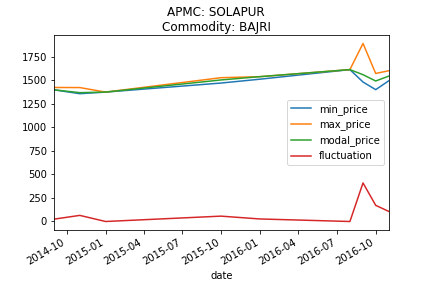 APMC: SOLAPUR
Commodity: BAJRI
1750
1500
1250
1000
750
500
250
0
min_price
max_price
modal_price
fluctuation
2014-10
2015-01
2015-04
2015-07
2015-10
2016-01
2016-04
2016-07
2016-10
date